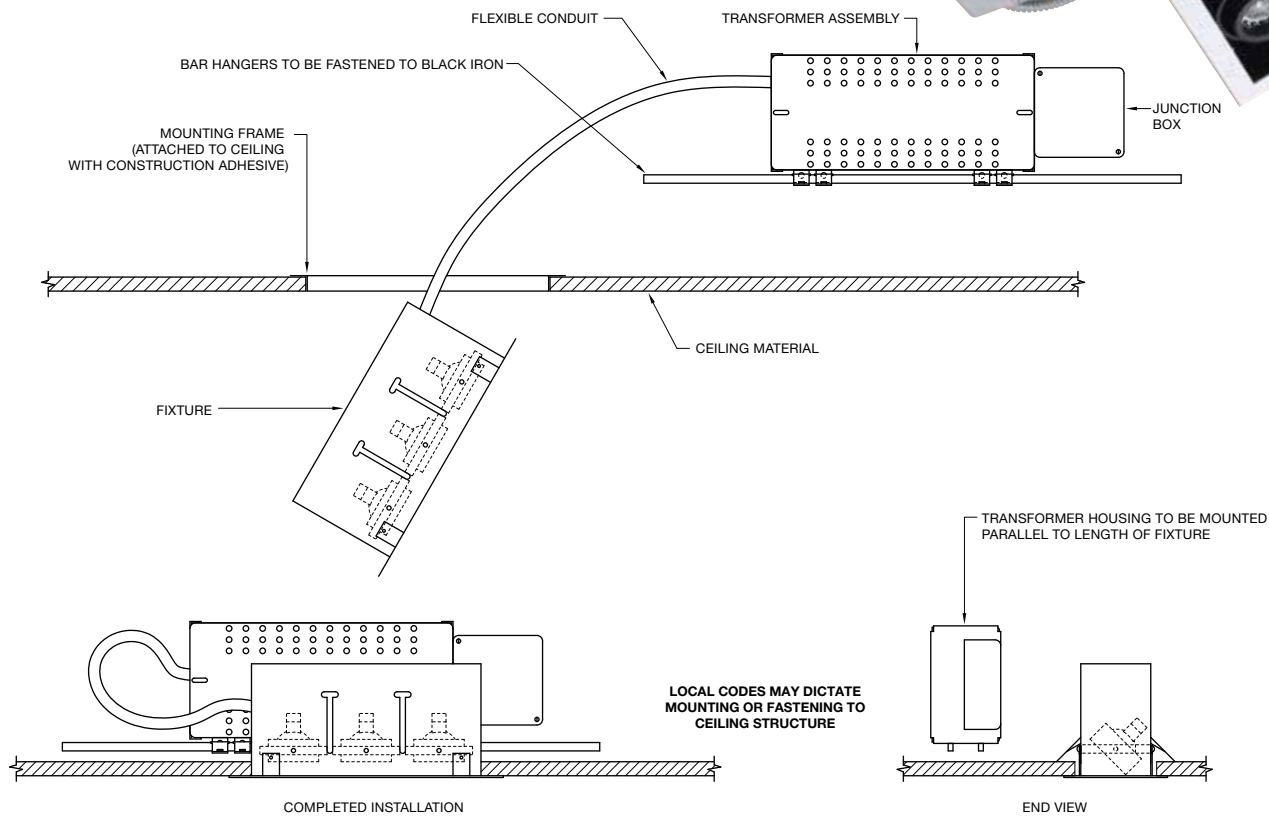 FLEXIBLE CONDUIT
TRANSFORMER ASSEMBLY
BAR HANGERS TO BE FASTENED TO BLACK IRON
JUNCTION
BOX
MOUNTING FRAME
(ATTACHED TO CEILING
WITH CONSTRUCTION ADHESIVE)
CEILING MATERIAL
FIXTURE
TRANSFORMER HOUSING TO BE MOUNTED
PARALLEL TO LENGTH OF FIXTURE
LOCAL CODES MAY DICTATE
MOUNTING OR FASTENING TO
CEILING STRUCTURE
COMPLETED INSTALLATION
END VIEW